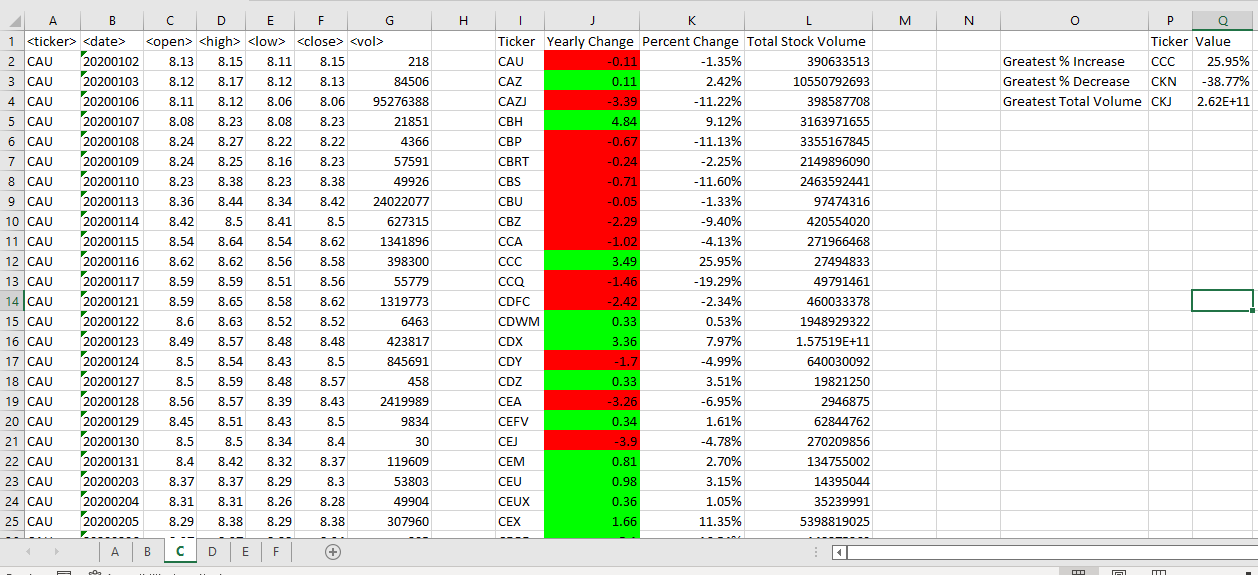 A B C D E F G H I J K L M N O P Q
1 <ticker> <date> <open> <high> <low> <close> <vol> Ticker Yearly Change Percent Change Total Stock Volume Ticker Value
2 CAU 20200102 8.13 8.15 8.11 8.15 218 CAU -0.11 -1.35% 390633513 Greatest % Increase CCC 25.95%
3 CAU 20200103 8.12 8.17 8.12 8.13 84506 CAZ 0.11 2.42% 10550792693 Greatest % Decrease CKN -38.77%
4 CAU 20200106 8.11 8.12 8.06 8.06 95276388 CAZJ -3.39 -11.22% 398587708 Greatest Total Volume CKJ 2.62E+11
5 CAU 20200107 8.08 8.23 8.08 8.23 21851 CBH 4.84 9.12% 3163971655
6 CAU 20200108 8.24 8.27 8.22 8.22 4366 CBP -0.67 -11.13% 3355167845
7 CAU 20200109 8.24 8.25 8.16 8.23 57591 CBRT -0.24 -2.25% 2149896090
8 CAU 20200110 8.23 8.38 8.23 8.38 49926 CBS -0.71 -11.60% 2463592441
9 CAU 20200113 8.36 8.44 8.34 8.42 24022077 CBU -0.05 -1.33% 97474316
10 CAU 20200114 8.42 8.5 8.41 8.5 627315 CBZ -2.29 -9.40% 420554020
11 CAU 20200115 8.54 8.64 8.54 8.62 1341896 CCA -1.02 -4.13% 271966468
12 CAU 20200116 8.62 8.62 8.56 8.58 398300 CCC 3.49 25.95% 27494833
13 CAU 20200117 8.59 8.59 8.51 8.56 55779 CCQ -1.46 -19.29% 49791461
14 CAU 20200121 8.59 8.65 8.58 8.62 1319773 CDFC -2.42 -2.34% 460033378
15 CAU 20200122 8.6 8.63 8.52 8.52 6463 CDWM 0.33 0.53% 1948929322
16 CAU 20200123 8.49 8.57 8.48 8.48 423817 CDX 3.36 7.97% 1.57519E+11
17 CAU 20200124 8.5 8.54 8.43 8.5 845691 CDY -1.7 -4.99% 640030092
18 CAU 20200127 8.5 8.59 8.48 8.57 458 CDZ 0.33 3.51% 19821250
19 CAU 20200128 8.56 8.57 8.39 8.43 2419989 CEA -3.26 -6.95% 2946875
20 CAU 20200129 8.45 8.51 8.43 8.5 9834 CEFV 0.34 1.61% 62844762
21 CAU 20200130 8.5 8.5 8.34 8.4 30 CEJ -3.9 -4.78% 270209856
22 CAU 20200131 8.4 8.42 8.32 8.37 119609 CEM 0.81 2.70% 134755002
23 CAU 20200203 8.37 8.37 8.29 8.3 53803 CEU 0.98 3.15% 14395044
24 CAU 20200204 8.31 8.31 8.26 8.28 49904 CEUX 0.36 1.05% 35239991
25 CAU 20200205 8.29 8.38 8.29 8.38 307960 CEX 1.66 11.35% 5398819025
A B C D E F